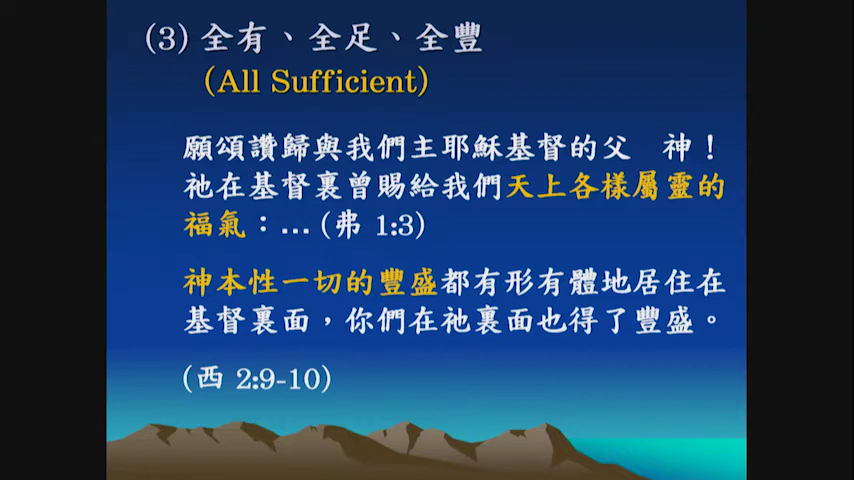 (3) 全有、全足、全豐
(All Sufficient)
願頌讚歸與我們主耶穌基督的父　神！
祂在基督裏曾賜給我們天上各樣屬靈的
福氣：… (弗 1:3)
神本性一切的豐盛都有形有體地居住在
基督裏面，你們在祂裏面也得了豐盛。
(西 2:9-10)